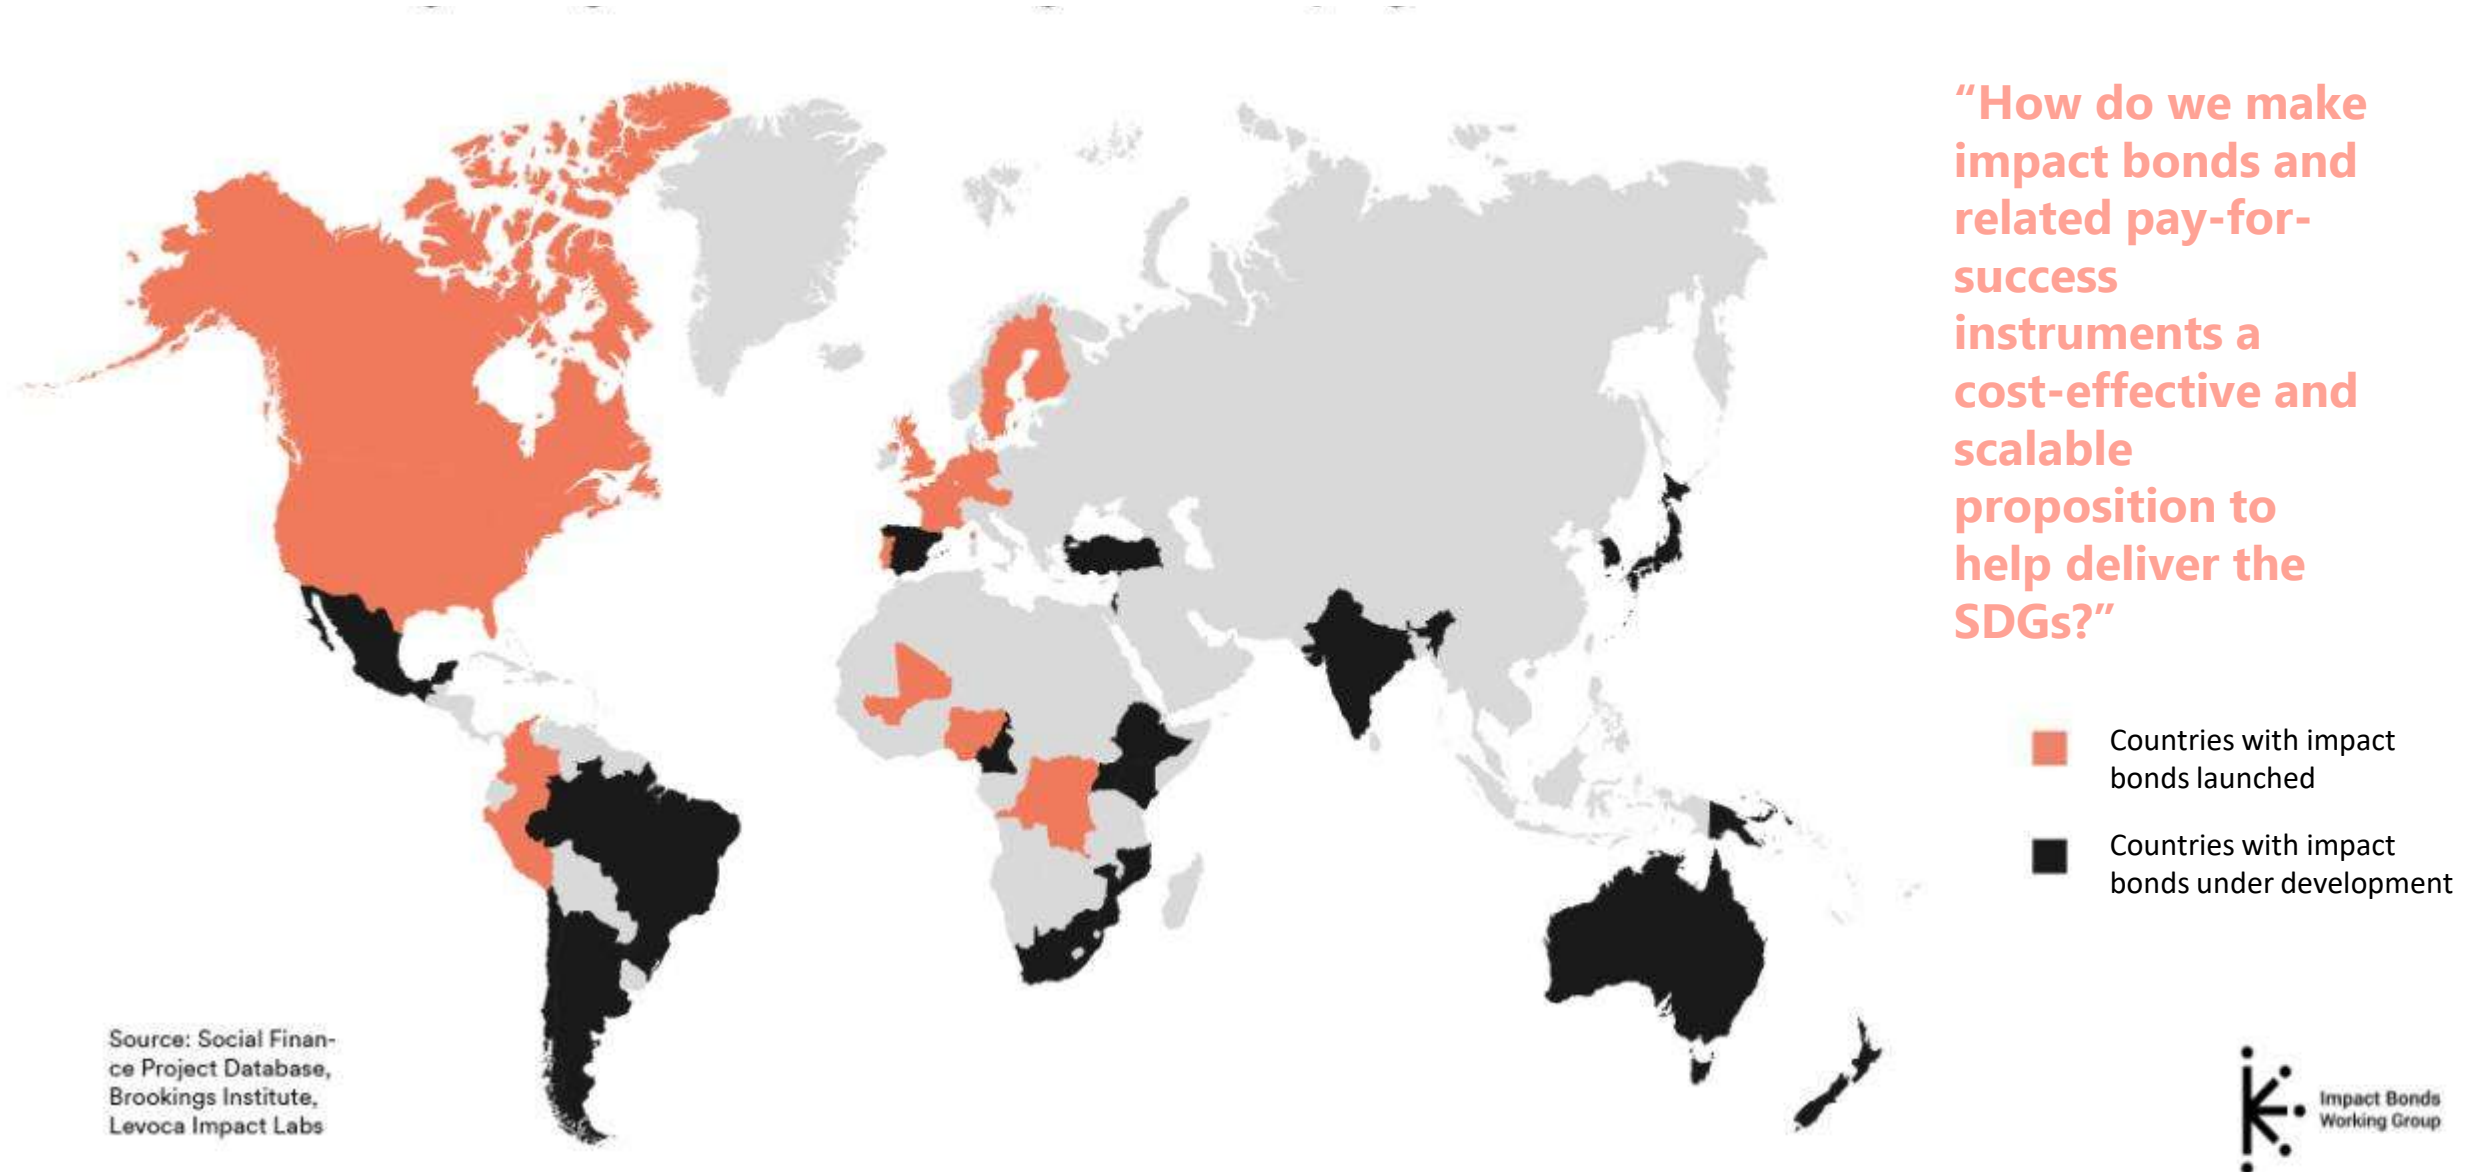 “How do we make
impact bonds and
related pay-for-
success
instruments a
cost-effective and
scalable
proposition to
help deliver the
SDGs?”
Countries with impact
bonds launched
Countries with impact
bonds under development
Source: Social Finan-
ce Project Database,
Brookings Institute,
Levoca Impact Labs
Impact Bonds
Working Group